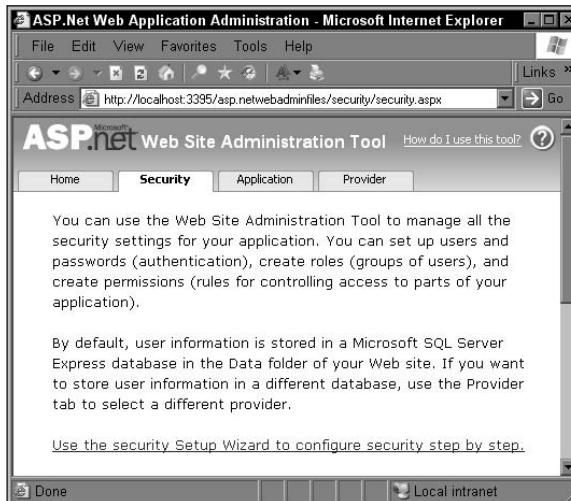 ASP.Net Web Application Administration - Microsoft Internet Explorer
File Edit View Favorites Tools Help
Links »
Address http://localhost:3395/asp.netwebadminfiles/security/security.aspx Go
Microsoft
ASP.net Web Site Administration Tool How do I use this tool? ?
Home Security Application Provider
You can use the Web Site Administration Tool to manage all the
security settings for your application. You can set up users and
passwords (authentication), create roles (groups of users), and
create permissions (rules for controlling access to parts of your
application).
By default, user information is stored in a Microsoft SQL Server
Express database in the Data folder of your Web site. If you want
to store user information in a different database, use the Provider
tab to select a different provider.
Use the security Setup Wizard to configure security step by step.
Done Local intranet